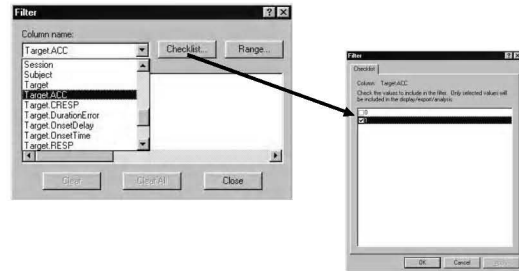 Filter
Column name:
Target.ACC
Checklist...
Range...
Session
Subject
Target
Target.ACC
Target.CRESP
Target.DurationError
Target.OnsetDelay
Target.OnsetTime
Target.RESP
Clear
Clear All
Close
Filter
Checklist
Column: Target.ACC
Check the values to include in the filter. Only selected values will
be included in the display/export/analysis.
0
1
OK
Cancel